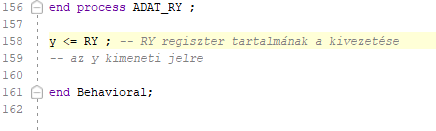 156 end process ADAT_RY ;
157
158 y <= RY ; -- RY regiszter tartalmának a kivezetése
159 -- az y kimeneti jelre
160
161 end Behavioral;
162